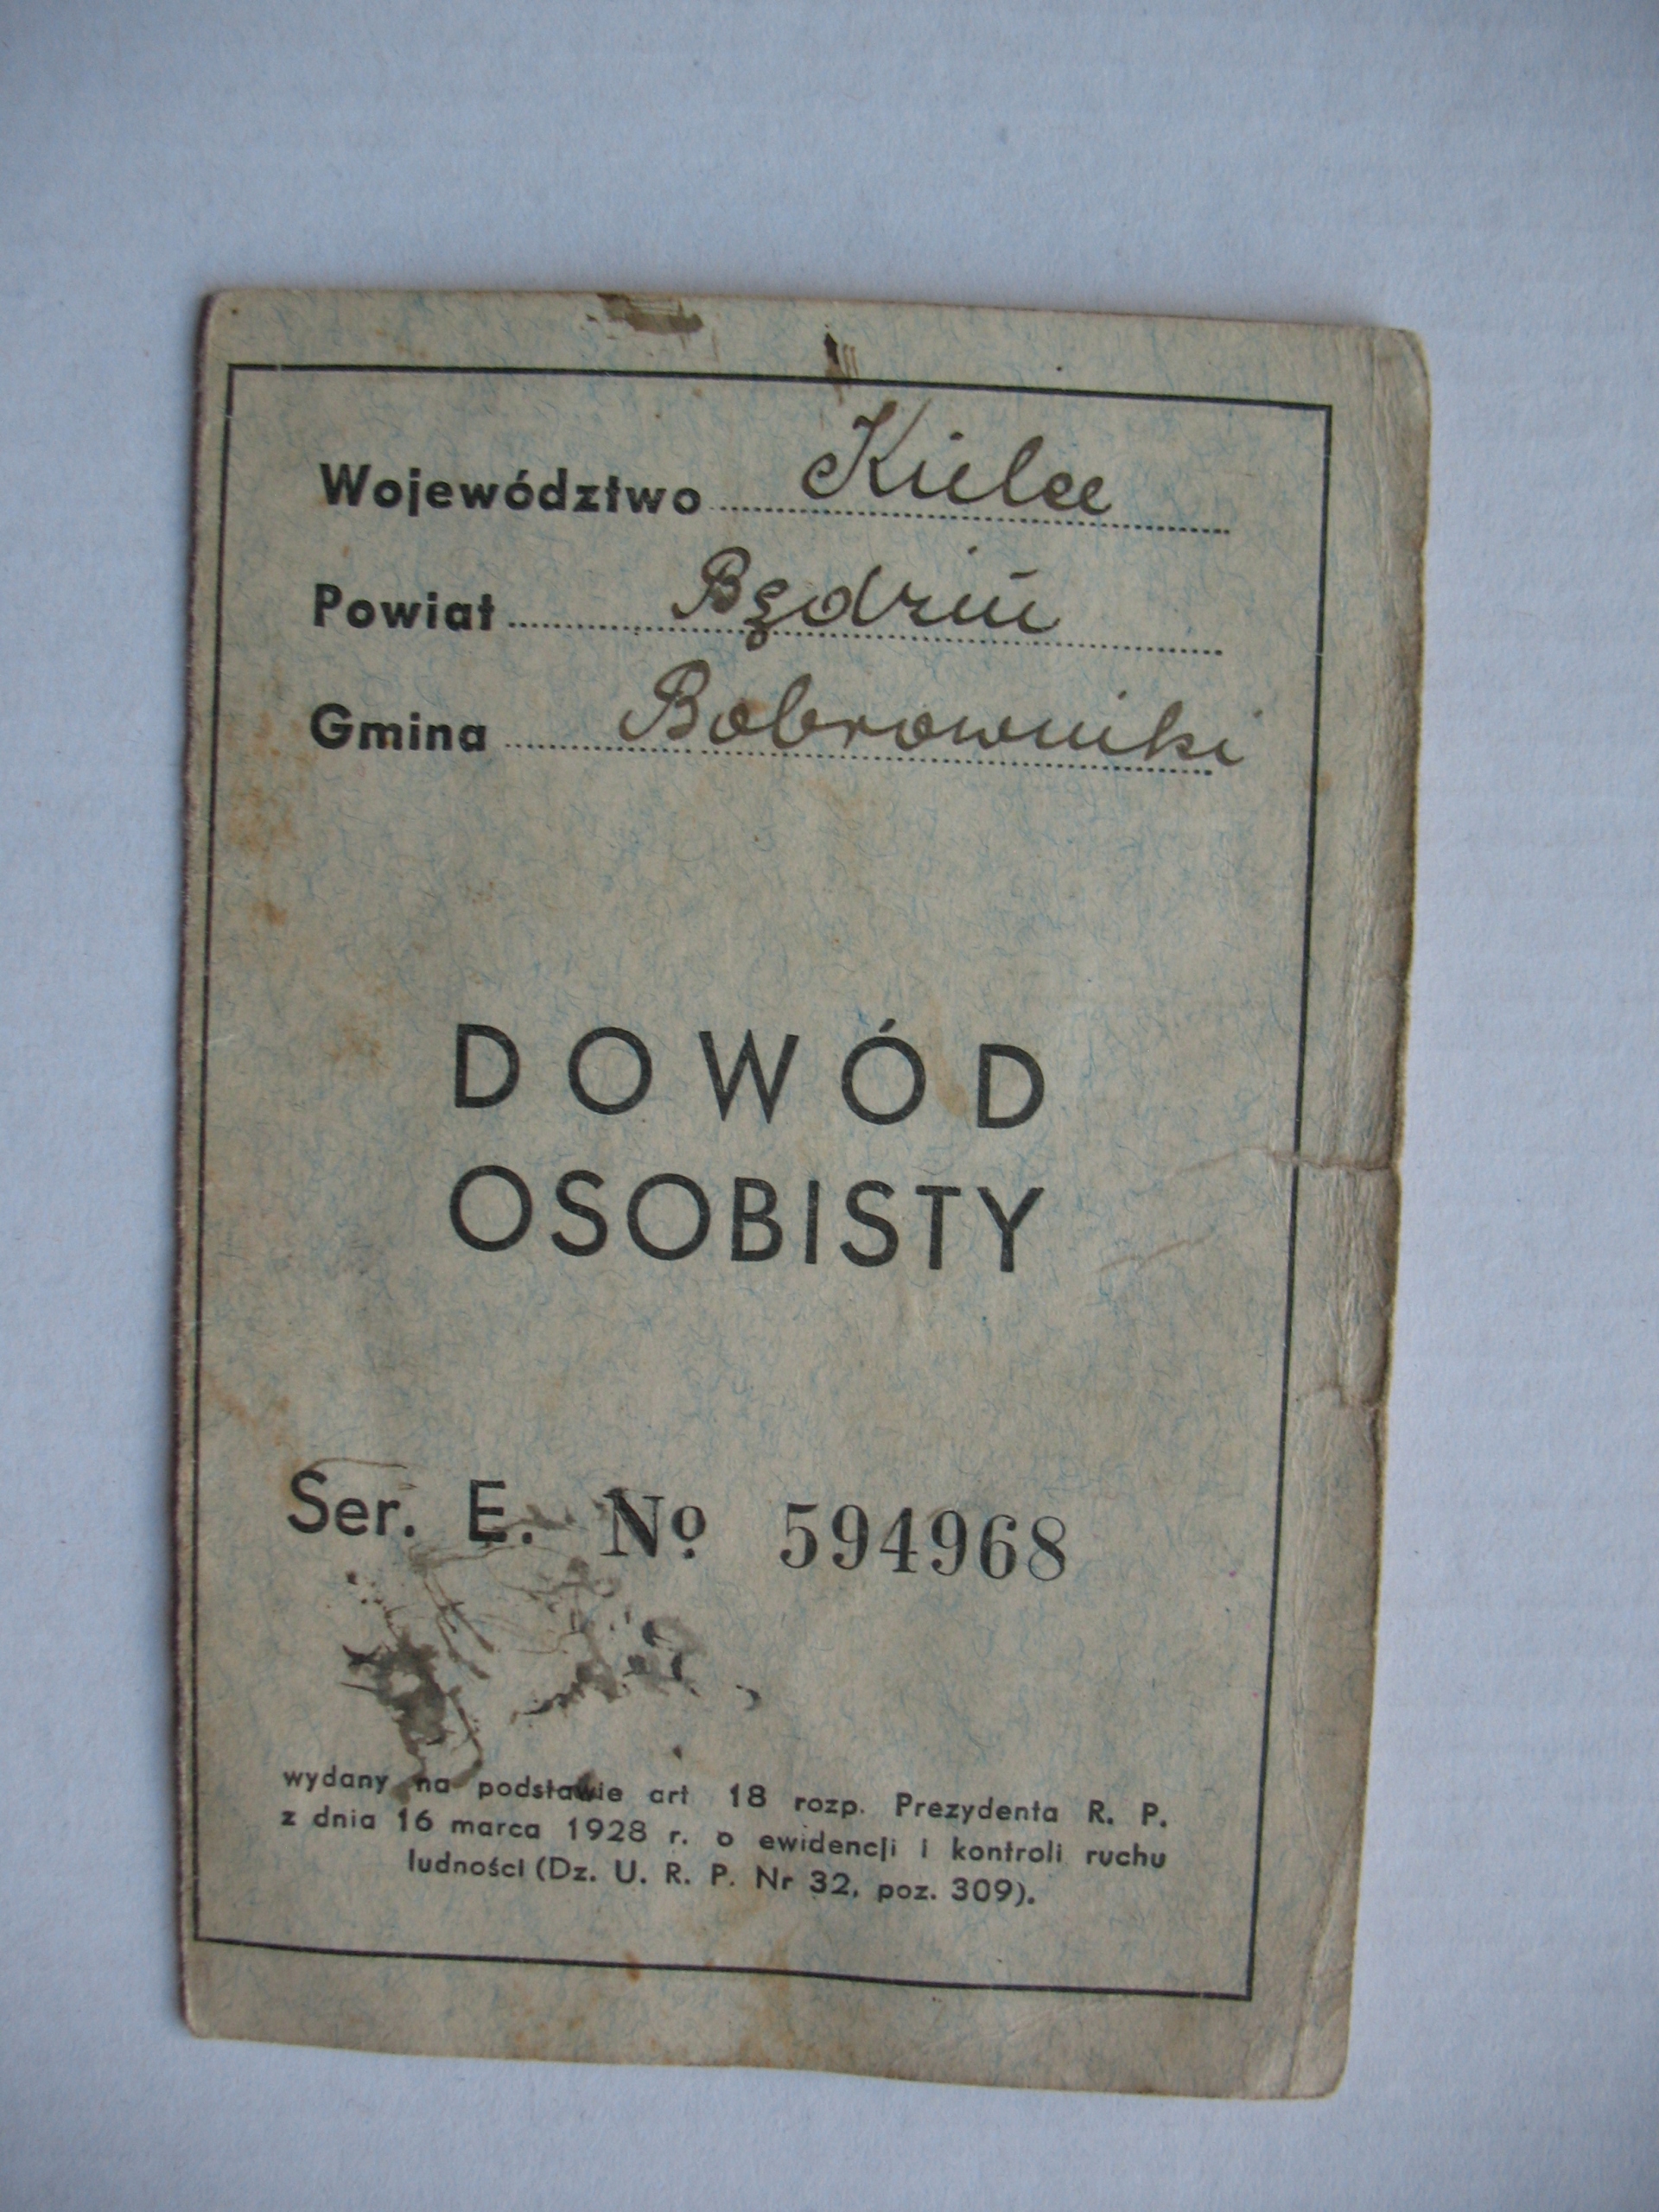 Województwo Kielce
Powiat Będzin
Gmina Bobrowniki
DOWÓD
OSOBISTY
Ser. E. Nº 594968
wydany na podstawie art 18 rozp. Prezydenta R. P.
z dnia 16 marca 1928 r. o ewidencji i kontroli ruchu
ludności (Dz. U. R. P. Nr 32, poz. 309).